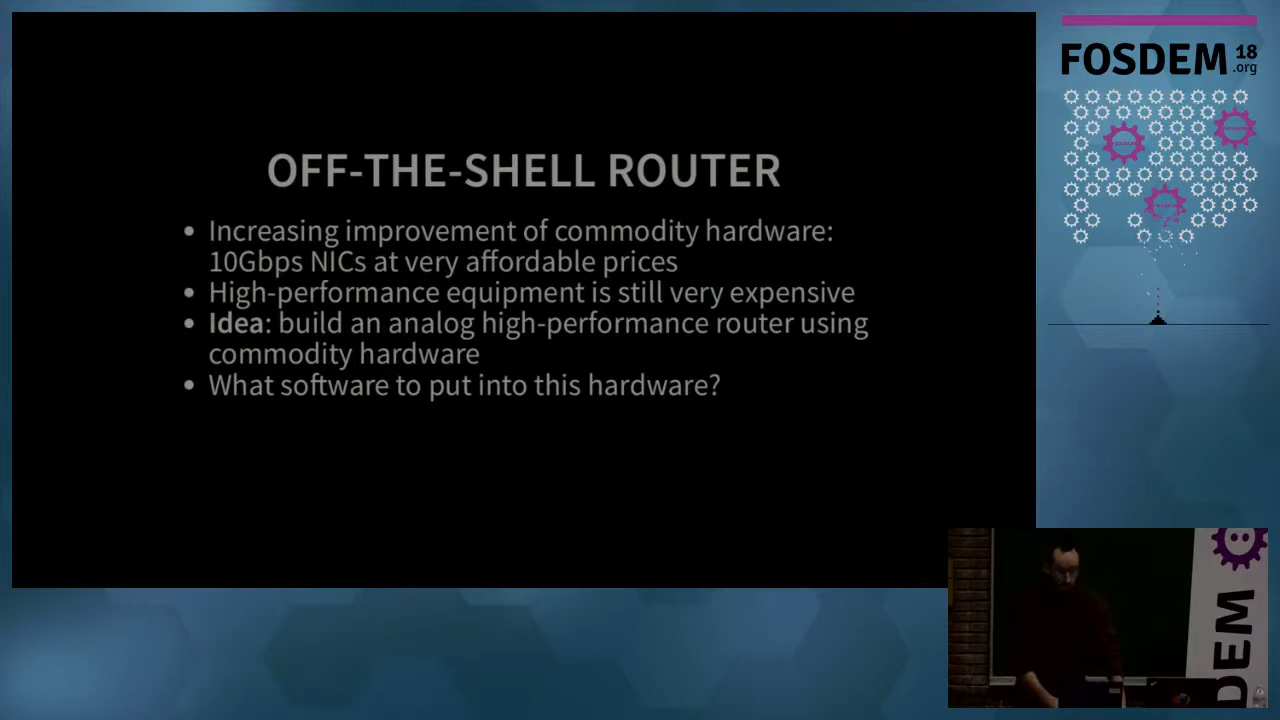 OFF-THE-SHELL ROUTER
Increasing improvement of commodity hardware:
10Gbps NICs at very affordable prices
High-performance equipment is still very expensive
Idea: build an analog high-performance router using
commodity hardware
What software to put into this hardware?
FOSDEM 18
.org
DEM